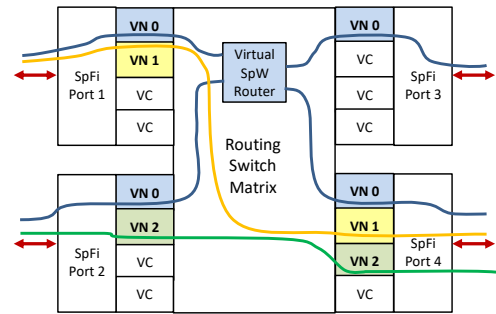 VN 0
VN 1
VC
VC
SpFi
Port 1
Virtual
SpW
Router
VN 0
VC
VC
VC
SpFi
Port 3
Routing
Switch
Matrix
VN 0
VN 2
VC
VC
SpFi
Port 2
VN 0
VN 1
VN 2
VC
SpFi
Port 4